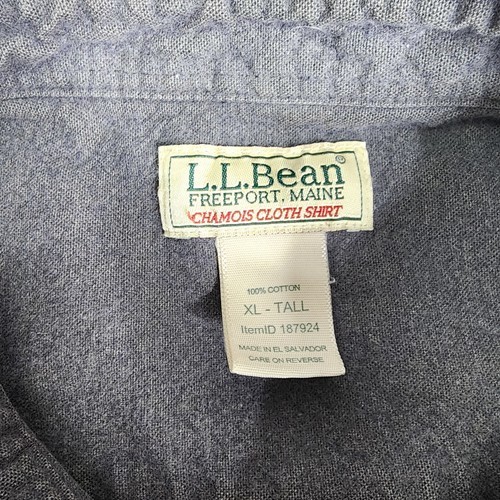 L.L.Bean®
FREEPORT, MAINE
CHAMOIS CLOTH SHIRT
100% COTTON
XL - TALL
ItemID 187924
MADE IN EL SALVADOR
CARE ON REVERSE